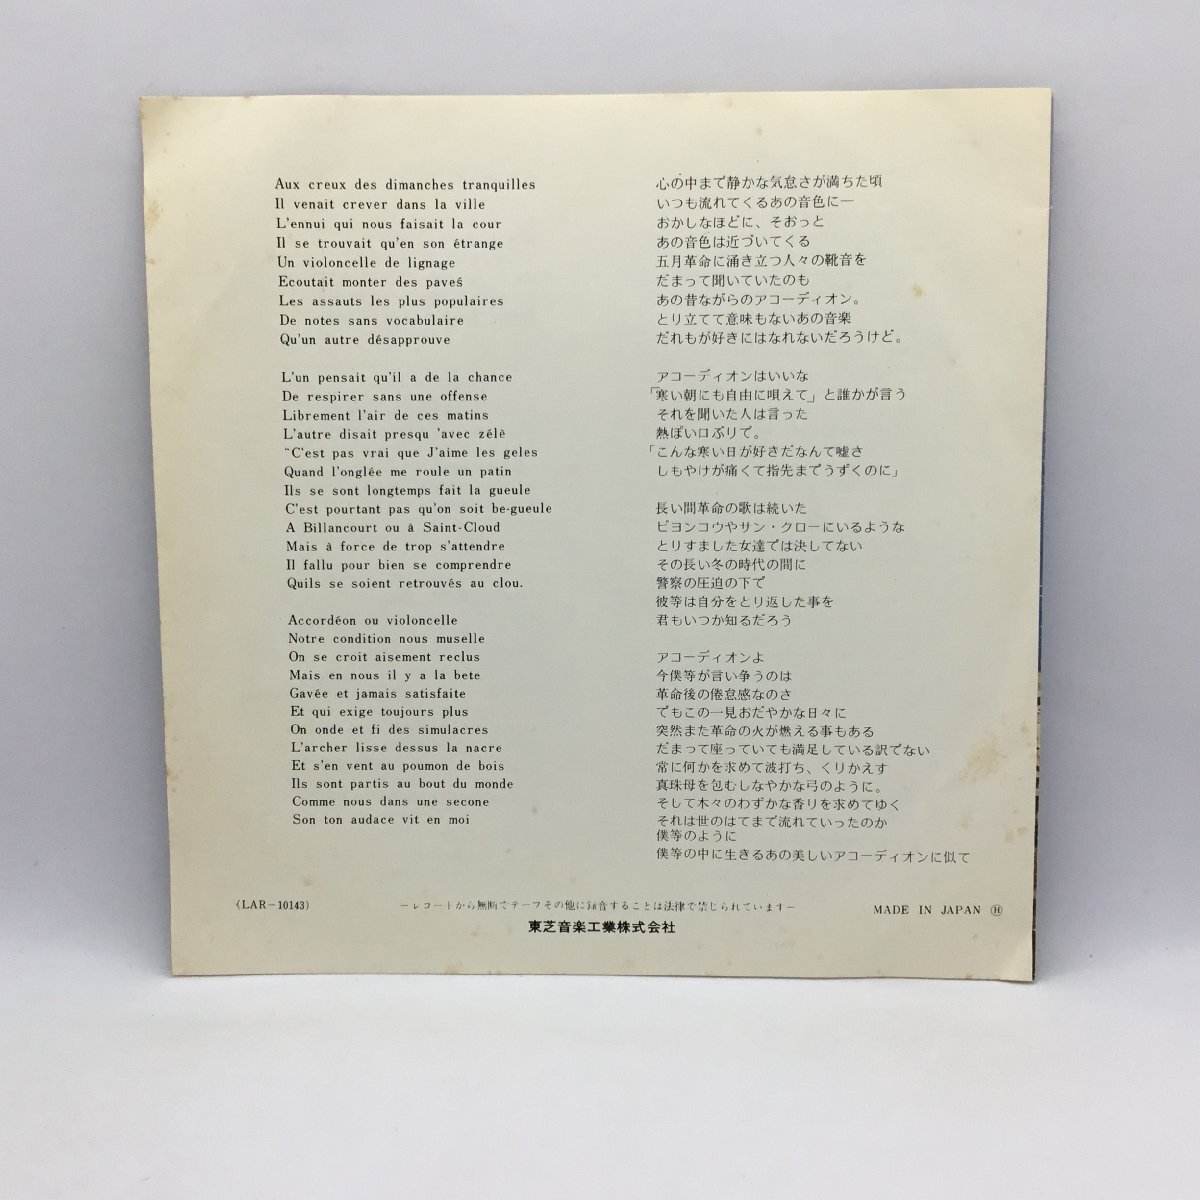 Aux creux des dimanches tranquilles
Il venait crever dans la ville
L'ennui qui nous faisait la cour
Il se trouvait qu'en son étrange
Un violoncelle de lignage
Ecoutait monter des paveś
Les assauts les plus populaires
De notes sans vocabulaire
Qu'un autre désapprouve

L'un pensait qu'il a de la chance
De respirer sans une offense
Librement l'air de ces matins
L'autre disait presqu 'avec zélè
"C'est pas vrai que J'aime les geles
Quand l'onglée me roule un patin
Ils se sont longtemps fait la gueule
C'est pourtant pas qu'on soit be-gueule
A Billancourt ou à Saint-Cloud
Mais à force de trop s'attendre
Il fallu pour bien se comprendre
Quils se soient retrouvés au clou.

Accordéon ou violoncelle
Notre condition nous muselle
On se croit aisement reclus
Mais en nous il y a la bete
Gavée et jamais satisfaite
Et qui exige toujours plus
On onde et fi des simulacres
L'archer lisse dessus la nacre
Et s'en vent au poumon de bois
Ils sont partis au bout du monde
Comme nous dans une secone
Son ton audace vit en moi

心の中まで静かな気怠さが満ちた頃
いつも流れてくるあの音色に―
おかしなほどに、そおっと
あの音色は近づいてくる
五月革命に涌き立つ人々の靴音を
だまって聞いていたのも
あの昔ながらのアコーディオン。
とり立てて意味もないあの音楽
だれもが好きにはなれないだろうけど。

アコーディオンはいいな
「寒い朝にも自由に唄えて」と誰かが言う
それを聞いた人は言った
熱ぽい口ぶりで。
「こんな寒い日が好きだなんて嘘さ
しもやけが痛くて指先までうずくのに」

長い間革命の歌は続いた
ビヨンコウやサン・クローにいるような
とりすました女達では決してない
その長い冬の時代の間に
警察の圧迫の下で
彼等は自分をとり返した事を
君もいつか知るだろう

アコーディオンよ
今僕等が言い争うのは
革命後の倦怠感なのさ
でもこの一見おだやかな日々に
突然また革命の火が燃える事もある
だまって座っていても満足している訳でない
常に何かを求めて波打ち、くりかえす
真珠母を包むしなやかな弓のように。
そして木々のわずかな香りを求めてゆく
それは世のはてまで流れていったのか
僕等のように
僕等の中に生きるあの美しいアコーディオンに似て

(LAR-10143)
―レコードから無断でテープその他に録音することは法律で禁じられています―
MADE IN JAPAN Ⓗ
東芝音楽工業株式会社